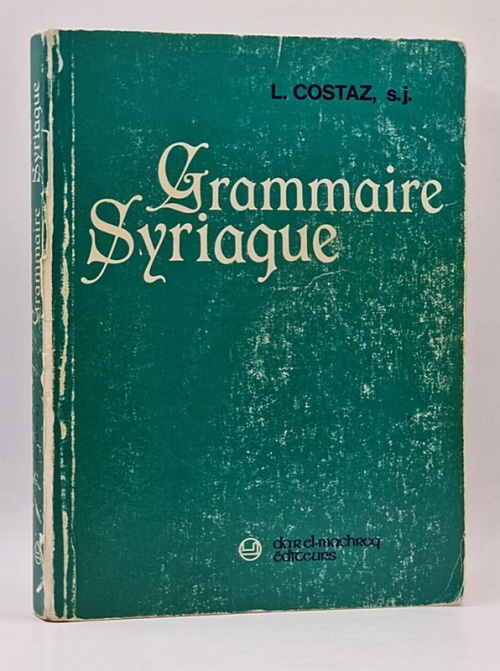 L. COSTAZ, s.j.
Grammaire
Syriaque
dar el-machreq
éditeurs
Grammaire Syriaque